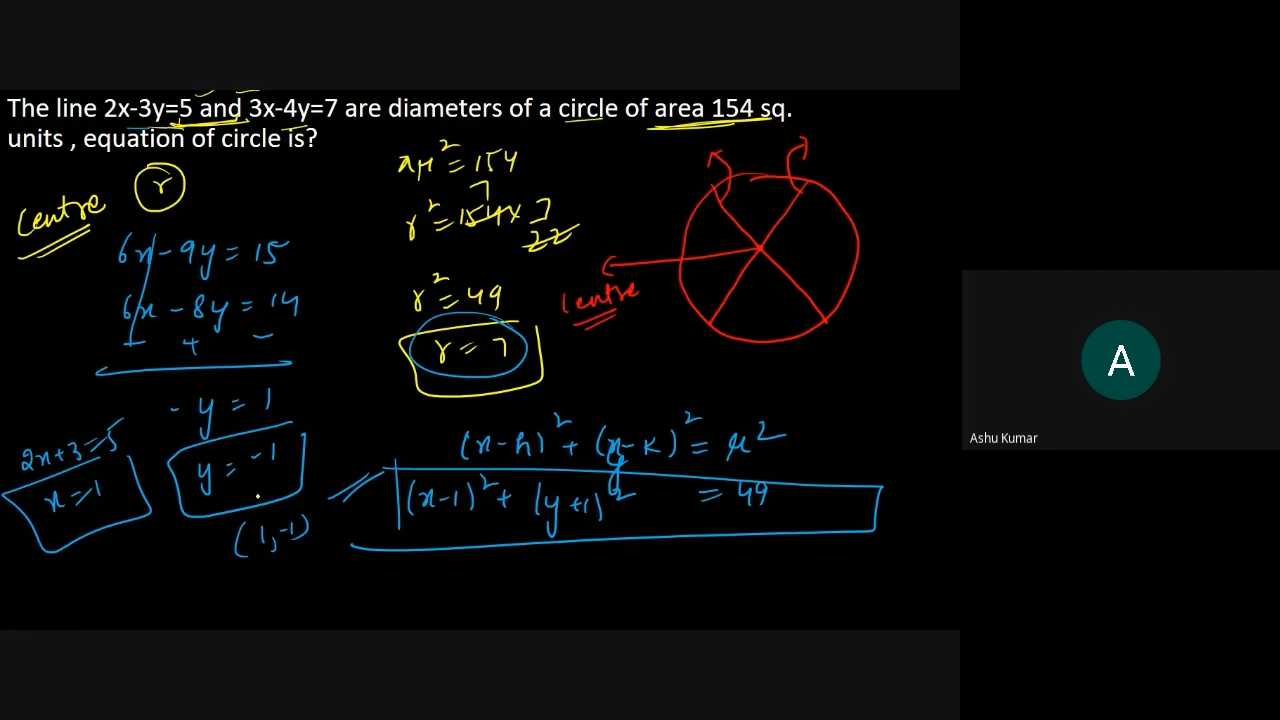 The line 2x-3y=5 and 3x-4y=7 are diameters of a circle of area 154 sq.
units , equation of circle is?
Centre
r
6x - 9y = 15
6x - 8y = 14
- + -
- y = 1
y = -1
2x+3=5
x=1
(1,-1)
πr² = 154
r² = 154 x 7
22
7
r² = 49
r = 7
Centre
(x-h)² + (y-k)² = r²
(x-1)² + (y+1)² = 49
A
Ashu Kumar